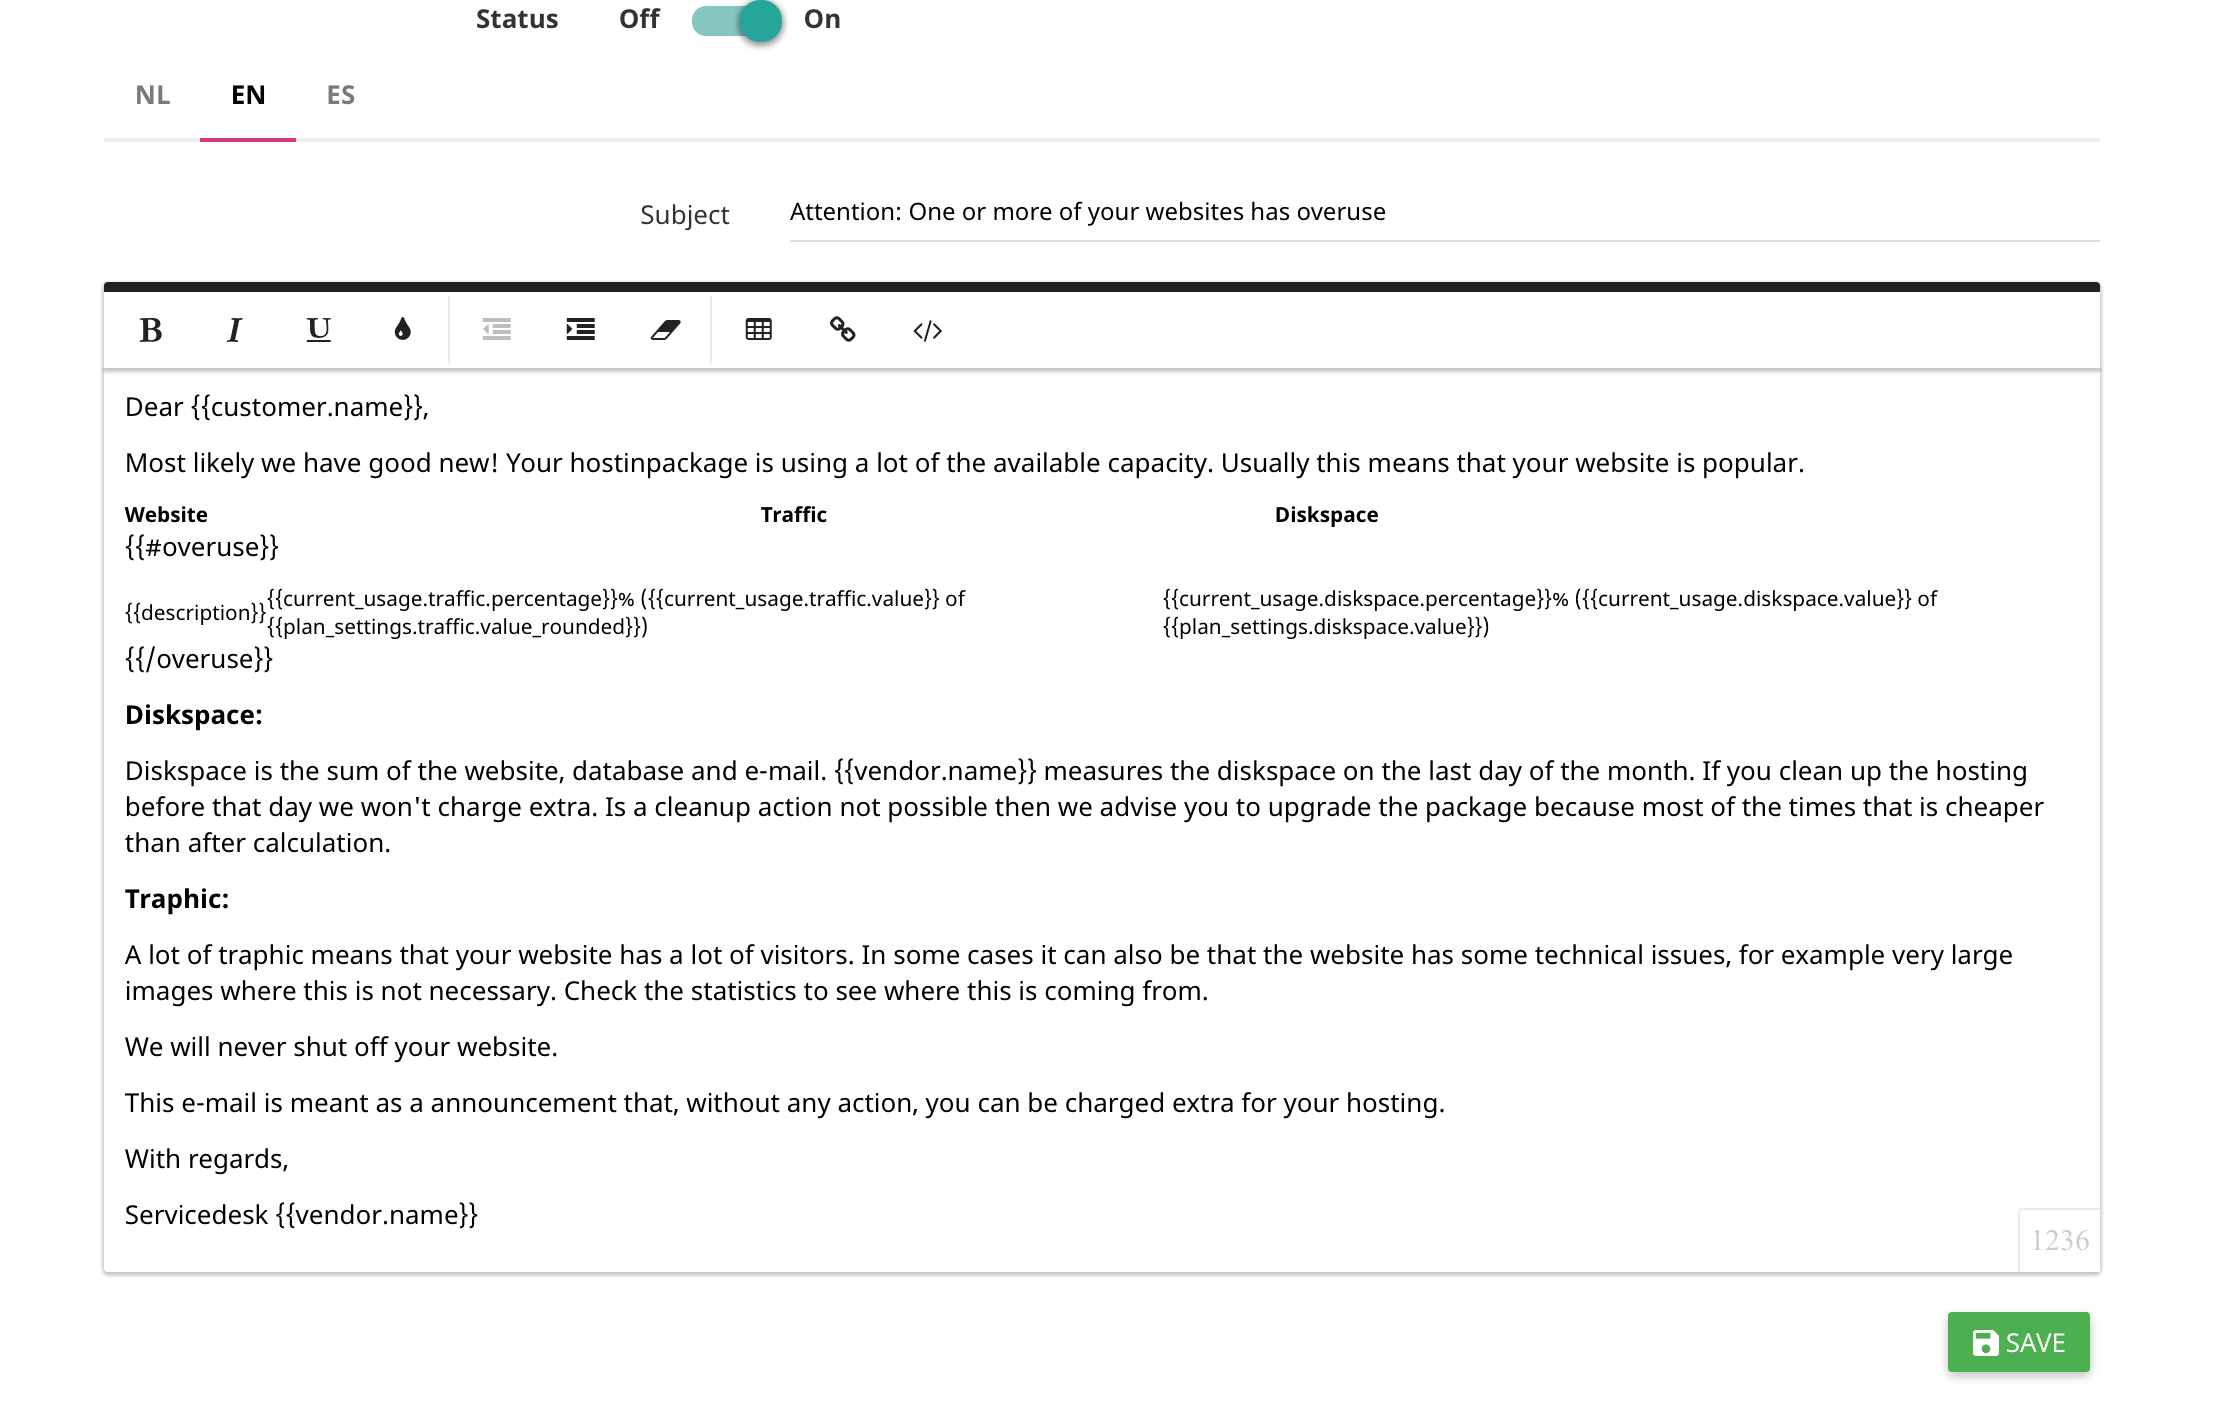 Status Off On
NL EN ES
Subject Attention: One or more of your websites has overuse
B I U </>
Dear {{customer.name}},
Most likely we have good new! Your hostinpackage is using a lot of the available capacity. Usually this means that your website is popular.
Website Traffic Diskspace
{{#overuse}}
{{description}} {{current_usage.traffic.percentage}}% ({{current_usage.traffic.value}} of {{plan_settings.traffic.value_rounded}}) {{current_usage.diskspace.percentage}}% ({{current_usage.diskspace.value}} of {{plan_settings.diskspace.value}})
{{/overuse}}
Diskspace:
Diskspace is the sum of the website, database and e-mail. {{vendor.name}} measures the diskspace on the last day of the month. If you clean up the hosting
before that day we won't charge extra. Is a cleanup action not possible then we advise you to upgrade the package because most of the times that is cheaper
than after calculation.
Traphic:
A lot of traphic means that your website has a lot of visitors. In some cases it can also be that the website has some technical issues, for example very large
images where this is not necessary. Check the statistics to see where this is coming from.
We will never shut off your website.
This e-mail is meant as a announcement that, without any action, you can be charged extra for your hosting.
With regards,
Servicedesk {{vendor.name}}
1236
SAVE